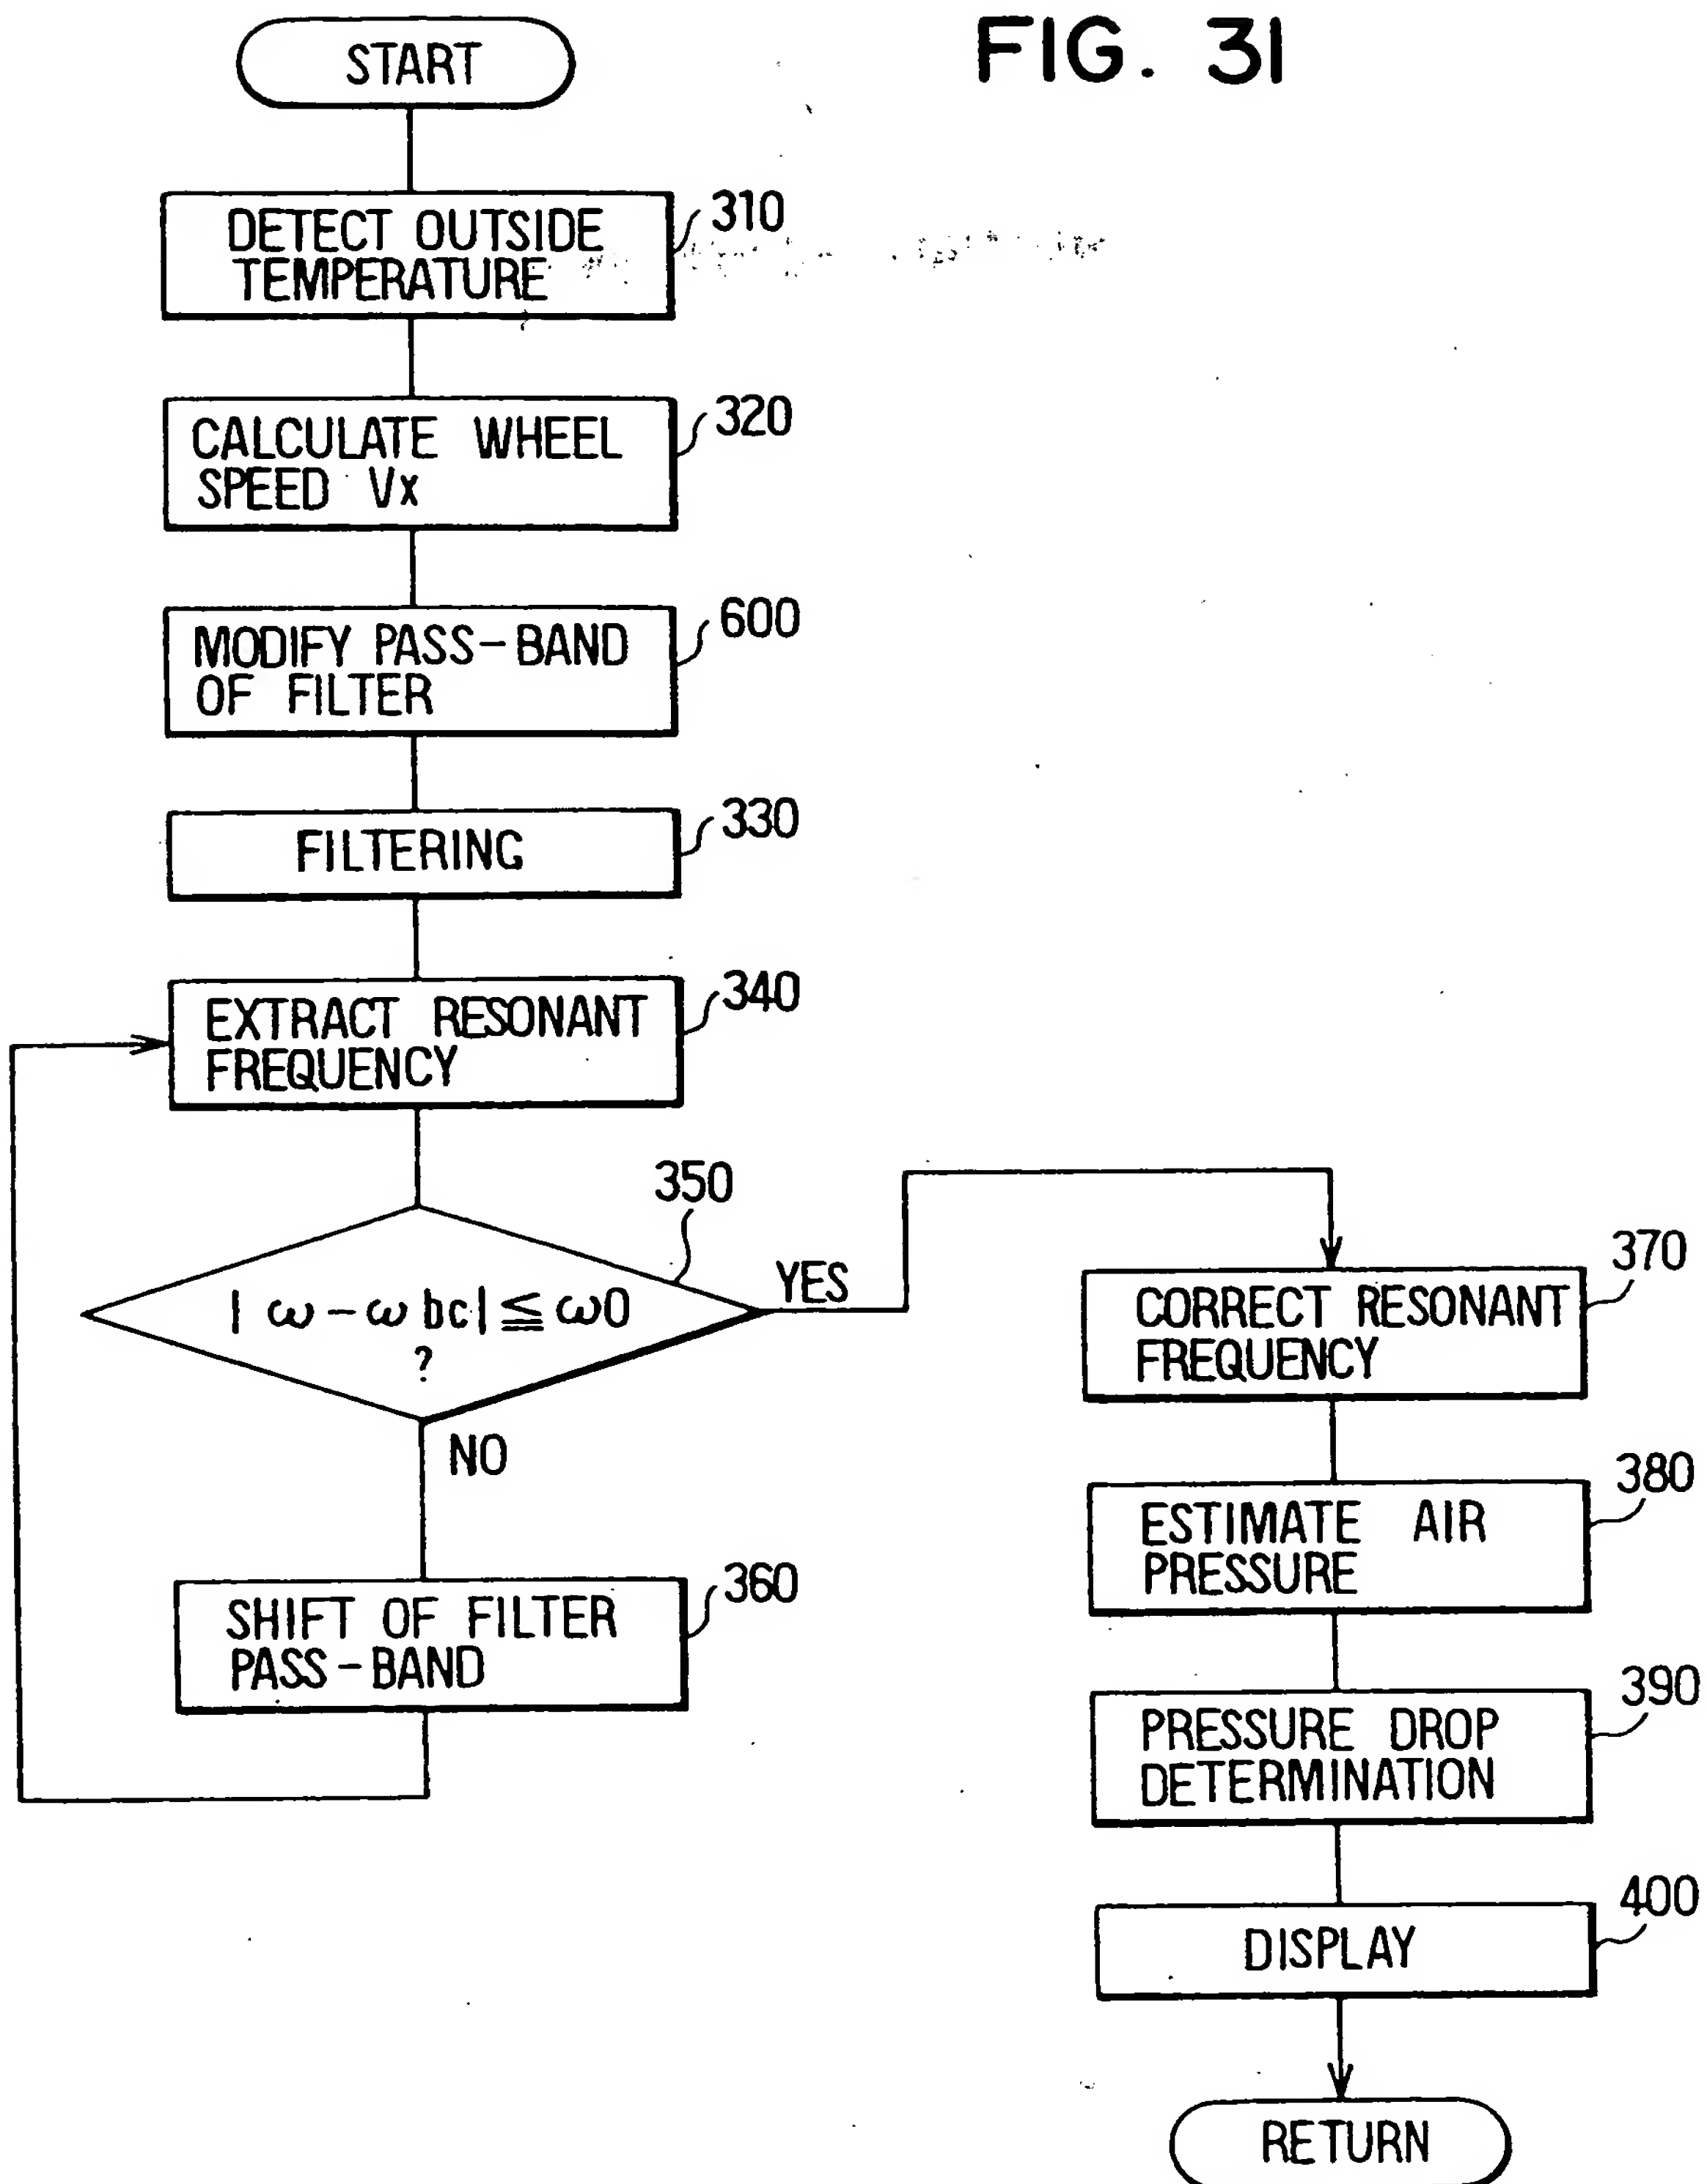 FIG. 31
START
310
DETECT OUTSIDE
TEMPERATURE
320
CALCULATE WHEEL
SPEED Vx
600
MODIFY PASS-BAND
OF FILTER
330
FILTERING
340
EXTRACT RESONANT
FREQUENCY
350
| ω - ω bc| ≦ ω0
?
YES
NO
360
SHIFT OF FILTER
PASS-BAND
370
CORRECT RESONANT
FREQUENCY
380
ESTIMATE AIR
PRESSURE
390
PRESSURE DROP
DETERMINATION
400
DISPLAY
RETURN